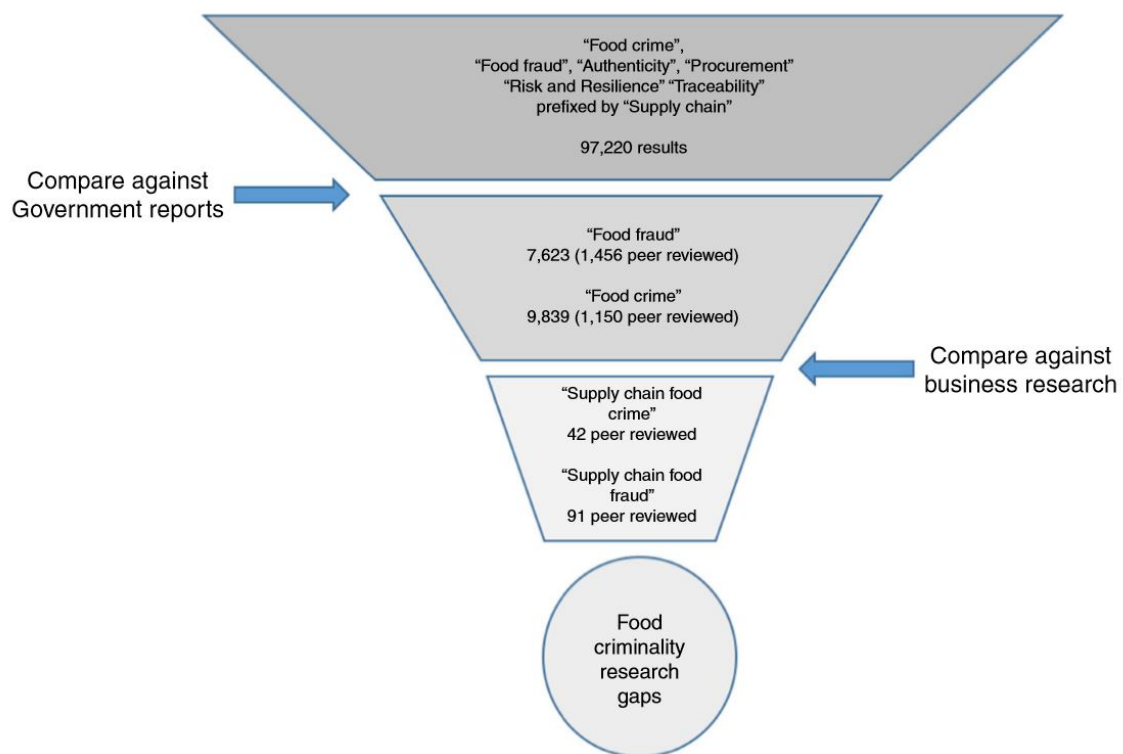 “Food crime”,
“Food fraud”, “Authenticity”, “Procurement”
“Risk and Resilience” “Traceability”
prefixed by “Supply chain”
97,220 results
Compare against
Government reports
“Food fraud”
7,623 (1,456 peer reviewed)
“Food crime”
9,839 (1,150 peer reviewed)
Compare against
business research
“Supply chain food
crime”
42 peer reviewed
“Supply chain food
fraud”
91 peer reviewed
Food
criminality
research
gaps